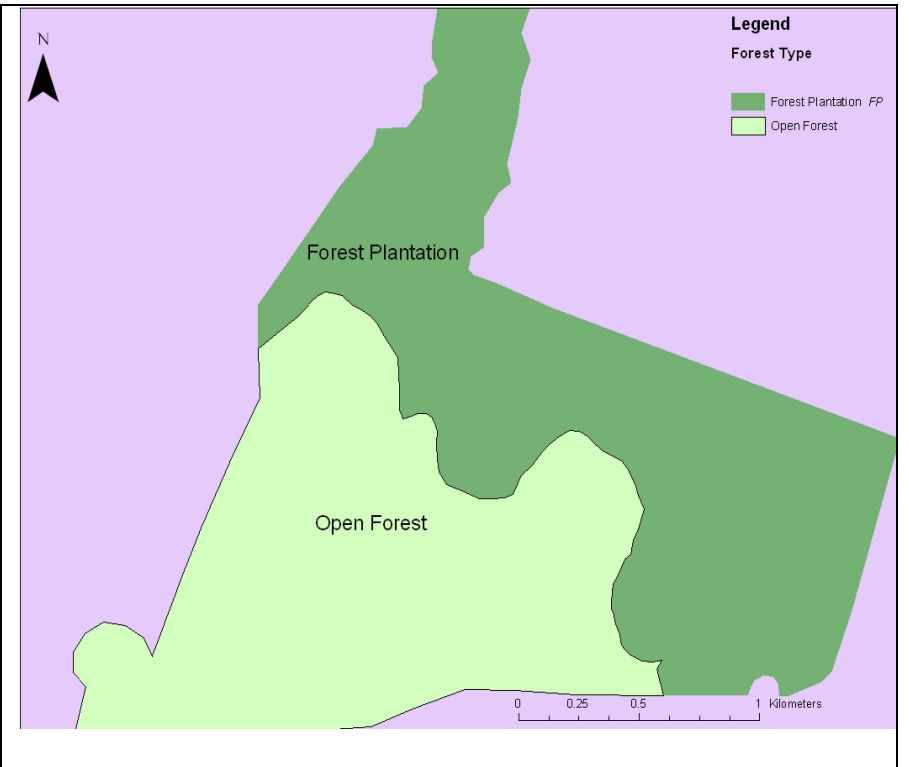 N
Legend
Forest Type
Forest Plantation FP
Open Forest
Forest Plantation
Open Forest
0 0.25 0.5 1 Kilometers